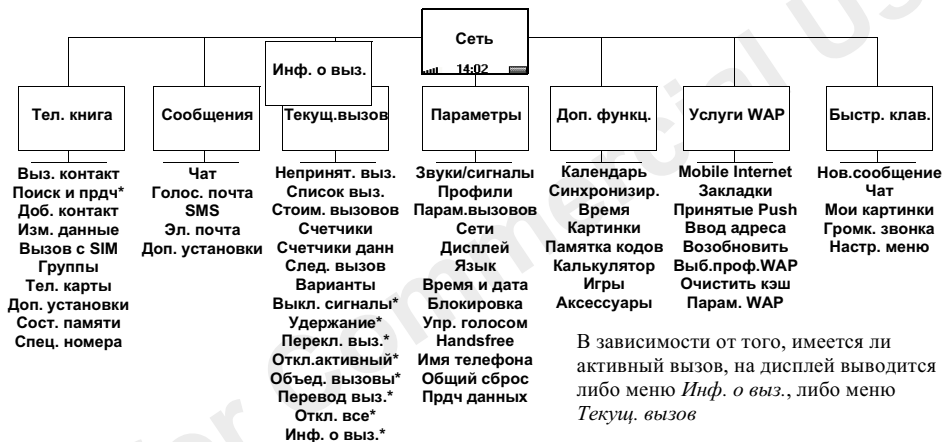 Сеть
14:02
Инф. о выз.
Тел. книга
Сообщения
Текущ.вызов
Параметры
Доп. функц.
Услуги WAP
Быстр. клав.
Выз. контакт
Поиск и прдч*
Доб. контакт
Изм. данные
Вызов с SIM
Группы
Тел. карты
Доп. установки
Сост. памяти
Спец. номера
Чат
Голос. почта
SMS
Эл. почта
Доп. установки
Непринят. выз.
Список выз.
Стоим. вызовов
Счетчики
Счетчики данн
След. вызов
Варианты
Выкл. сигналы*
Удержание*
Перекл. выз.*
Откл.активный*
Объед. вызовы*
Перевод выз.*
Откл. все*
Инф. о выз.*
Звуки/сигналы
Профили
Парам.вызовов
Сети
Дисплей
Язык
Время и дата
Блокировка
Упр. голосом
Handsfree
Имя телефона
Общий сброс
Прдч данных
Календарь
Синхронизир.
Время
Картинки
Памятка кодов
Калькулятор
Игры
Аксессуары
Mobile Internet
Закладки
Принятые Push
Ввод адреса
Возобновить
Выб.проф.WAP
Очистить кэш
Парам. WAP
Нов.сообщение
Чат
Мои картинки
Громк. звонка
Настр. меню
В зависимости от того, имеется ли
активный вызов, на дисплей выводится
либо меню Инф. о выз., либо меню
Текущ. вызов